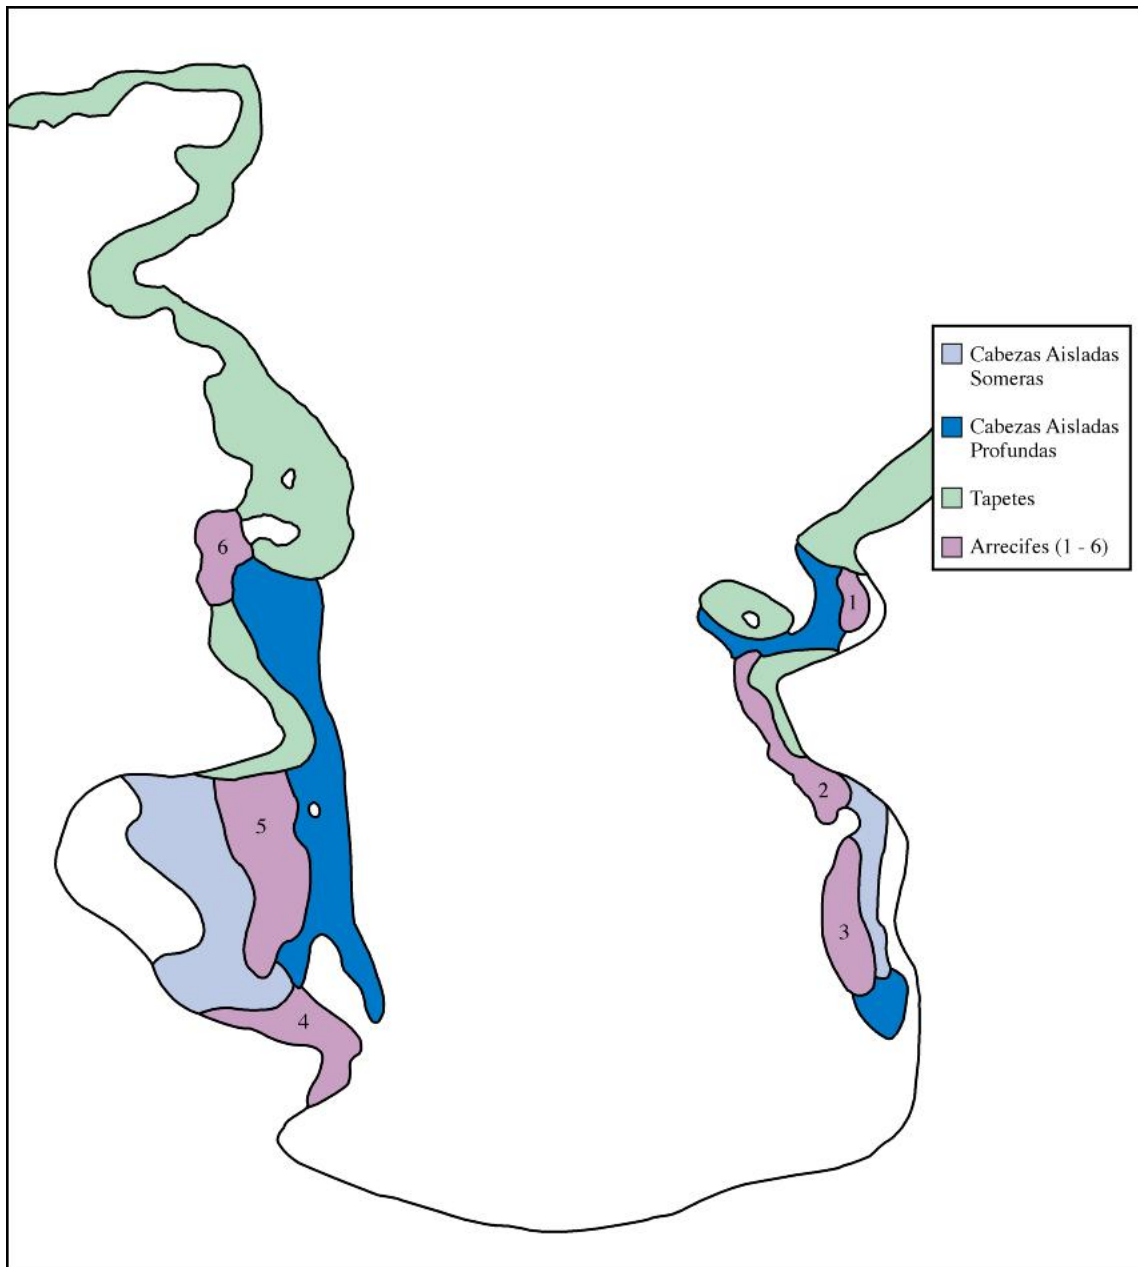 Cabezas Aisladas
Someras
Cabezas Aisladas
Profundas
Tapetes
Arrecifes (1 - 6)
6
1
2
5
3
4